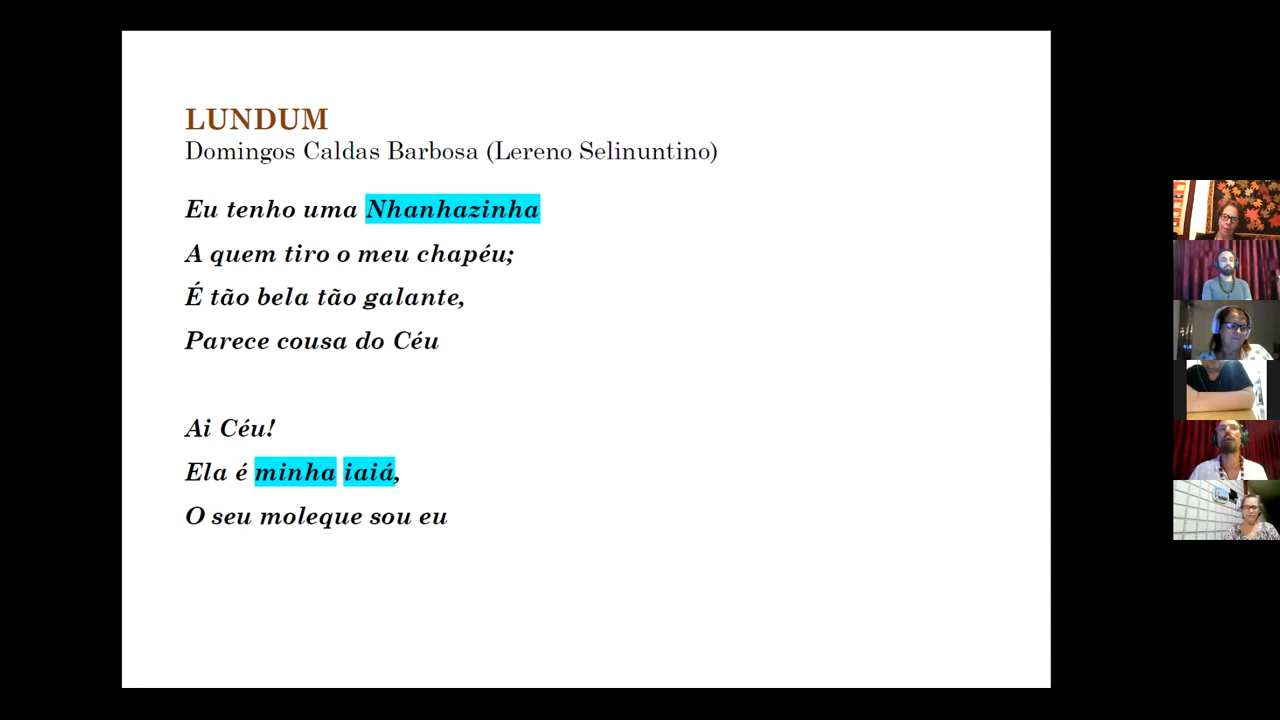 LUNDUM
Domingos Caldas Barbosa (Lereno Selinuntino)
Eu tenho uma Nhanhazinha
A quem tiro o meu chapéu;
É tão bela tão galante,
Parece cousa do Céu
Ai Céu!
Ela é minha iaiá,
O seu moleque sou eu